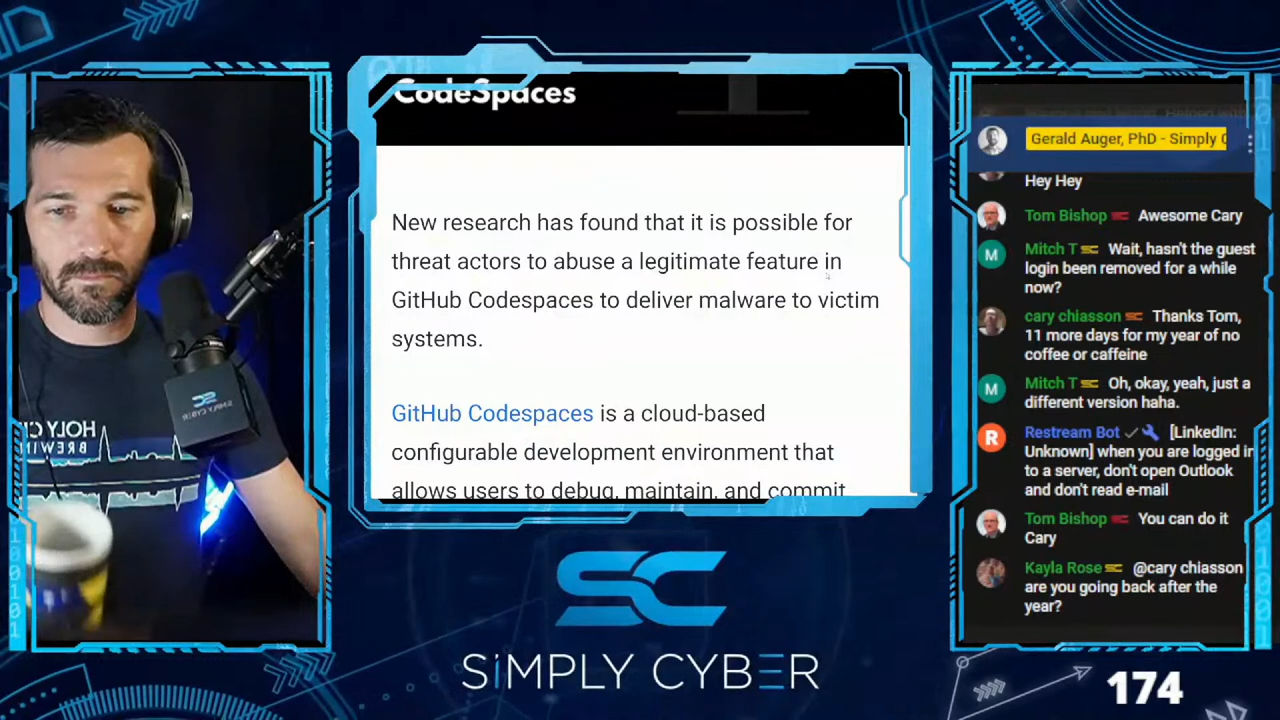 CodeSpaces
New research has found that it is possible for
threat actors to abuse a legitimate feature in
GitHub Codespaces to deliver malware to victim
systems.
GitHub Codespaces is a cloud-based
configurable development environment that
allows users to debug, maintain, and commit
HOLY CI
BREWIN
SIMPLY CYBER
SC
SIMPLY CYBER
Gerald Auger, PhD - Simply C
Hey Hey
Tom Bishop Awesome Cary
Mitch T Wait, hasn't the guest
login been removed for a while
now?
cary chiasson Thanks Tom,
11 more days for my year of no
coffee or caffeine
Mitch T Oh, okay, yeah, just a
different version haha.
Restream Bot [LinkedIn:
Unknown] when you are logged in
to a server, don't open Outlook
and don't read e-mail
Tom Bishop You can do it
Cary
Kayla Rose @cary chiasson
are you going back after the
year?
174